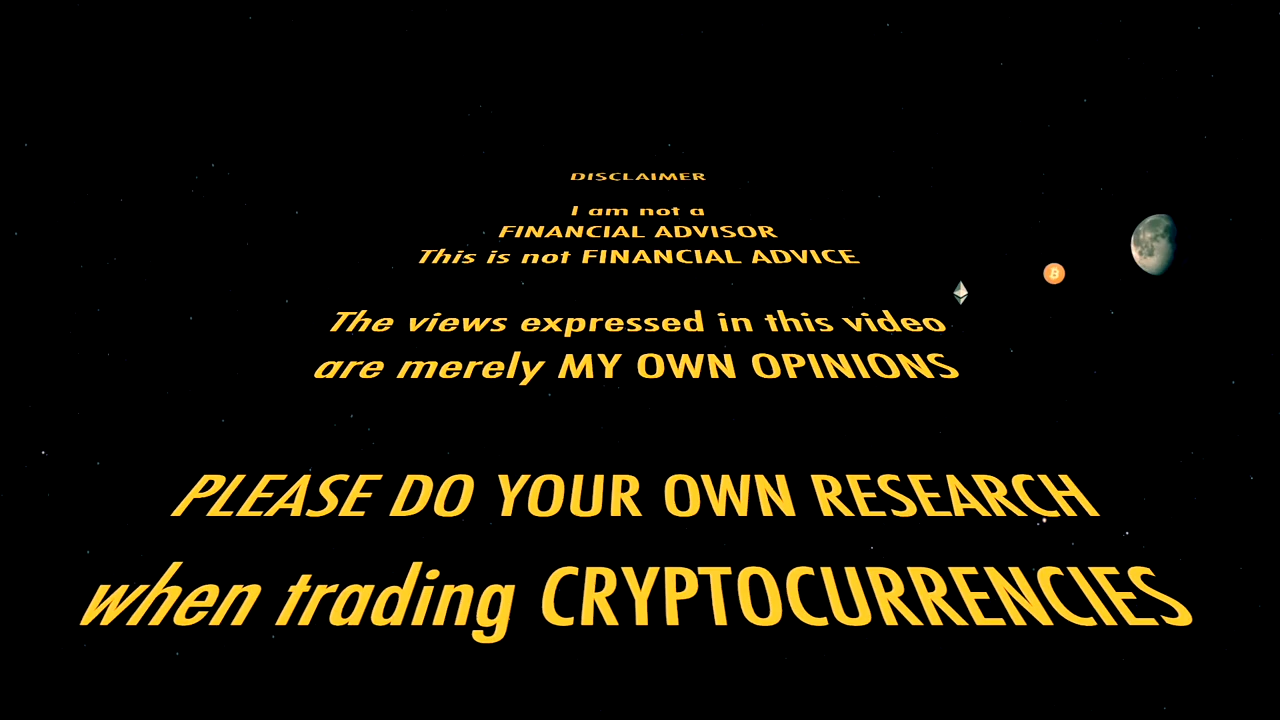 DISCLAIMER
I am not a
FINANCIAL ADVISOR
This is not FINANCIAL ADVICE
The views expressed in this video
are merely MY OWN OPINIONS
PLEASE DO YOUR OWN RESEARCH
when trading CRYPTOCURRENCIES